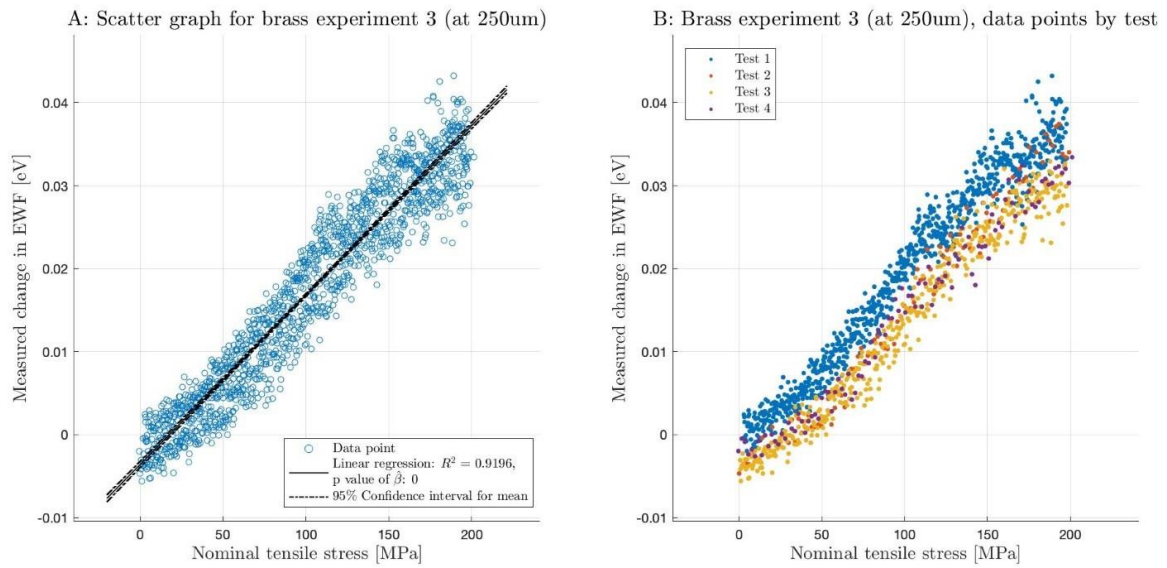 A: Scatter graph for brass experiment 3 (at 250um)
Measured change in EWF [eV]
0.04
0.03
0.02
0.01
0
-0.01
0
50
100
150
200
Nominal tensile stress [MPa]
Data point
Linear regression: R² = 0.9196,
p value of β̂: 0
95% Confidence interval for mean
B: Brass experiment 3 (at 250um), data points by test
Test 1
Test 2
Test 3
Test 4
Measured change in EWF [eV]
0.04
0.03
0.02
0.01
0
-0.01
0
50
100
150
200
Nominal tensile stress [MPa]